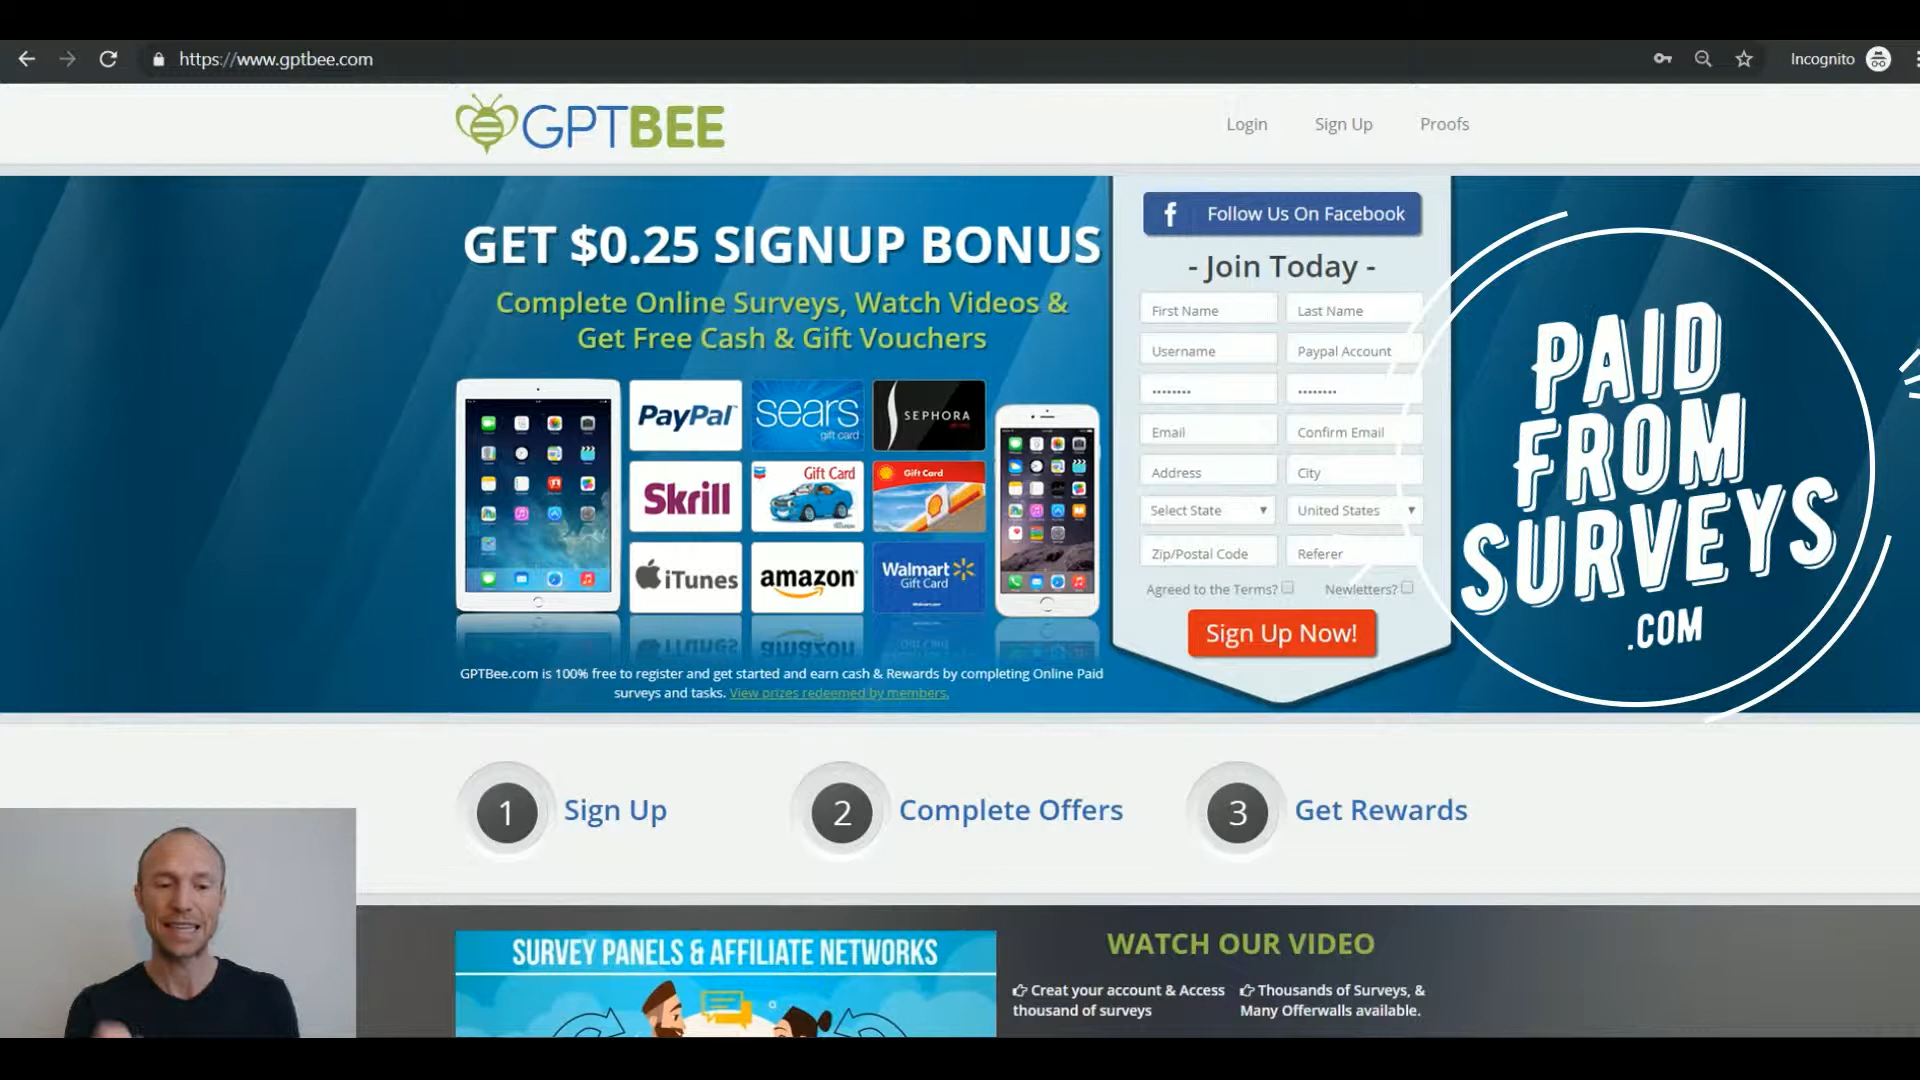 https://www.gptbee.com
Incognito
GPTBEE
Login
Sign Up
Proofs
GET $0.25 SIGNUP BONUS
Complete Online Surveys, Watch Videos &
Get Free Cash & Gift Vouchers
PayPal
sears
gift card
SEPHORA
Skrill
Gift Card
Gift Card
iTunes
amazon
Walmart
Gift Card
GPTBee.com is 100% free to register and get started and earn cash & Rewards by completing Online Paid
surveys and tasks. View prizes redeemed by members.
Follow Us On Facebook
- Join Today -
First Name
Last Name
Username
Paypal Account
Email
Confirm Email
Address
City
Select State
United States
Zip/Postal Code
Referer
Agreed to the Terms?
Newletters?
Sign Up Now!
PAID
FROM
SURVEYS
.COM
1
Sign Up
2
Complete Offers
3
Get Rewards
SURVEY PANELS & AFFILIATE NETWORKS
WATCH OUR VIDEO
Creat your account & Access
thousand of surveys
Thousands of Surveys, &
Many Offerwalls available.